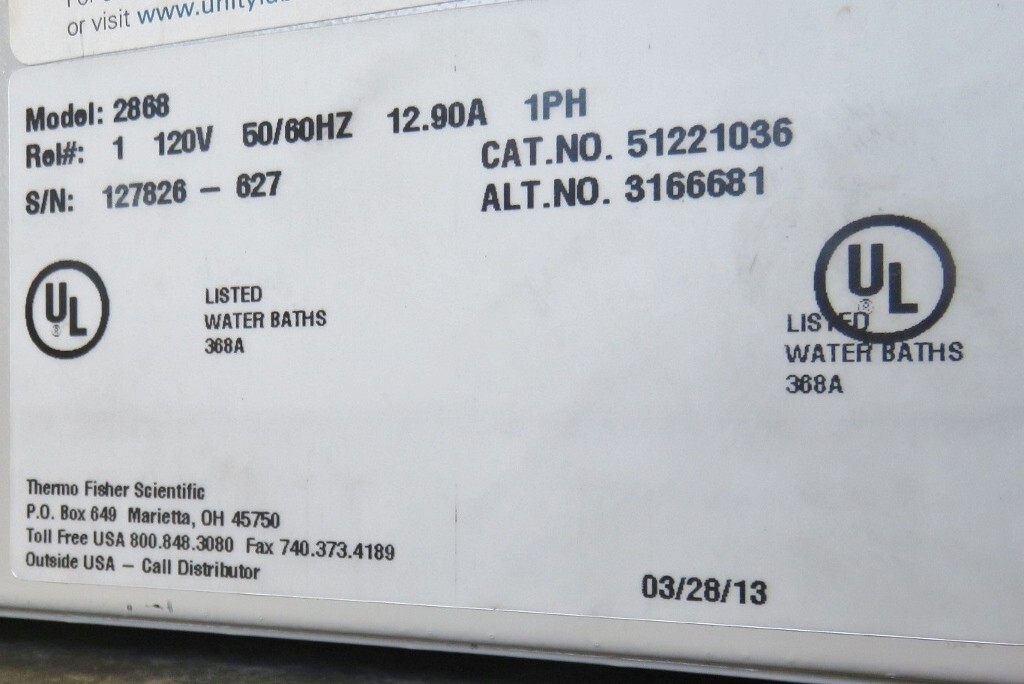 or visit www.unityla
Model: 2868
Rel#: 1 120V 50/60HZ 12.90A 1PH
CAT.NO. 51221036
S/N: 127826 – 627
ALT.NO. 3166681
UL
LISTED
WATER BATHS
368A
UL
LISTED
WATER BATHS
368A
Thermo Fisher Scientific
P.O. Box 649 Marietta, OH 45750
Toll Free USA 800.848.3080 Fax 740.373.4189
Outside USA – Call Distributor
03/28/13